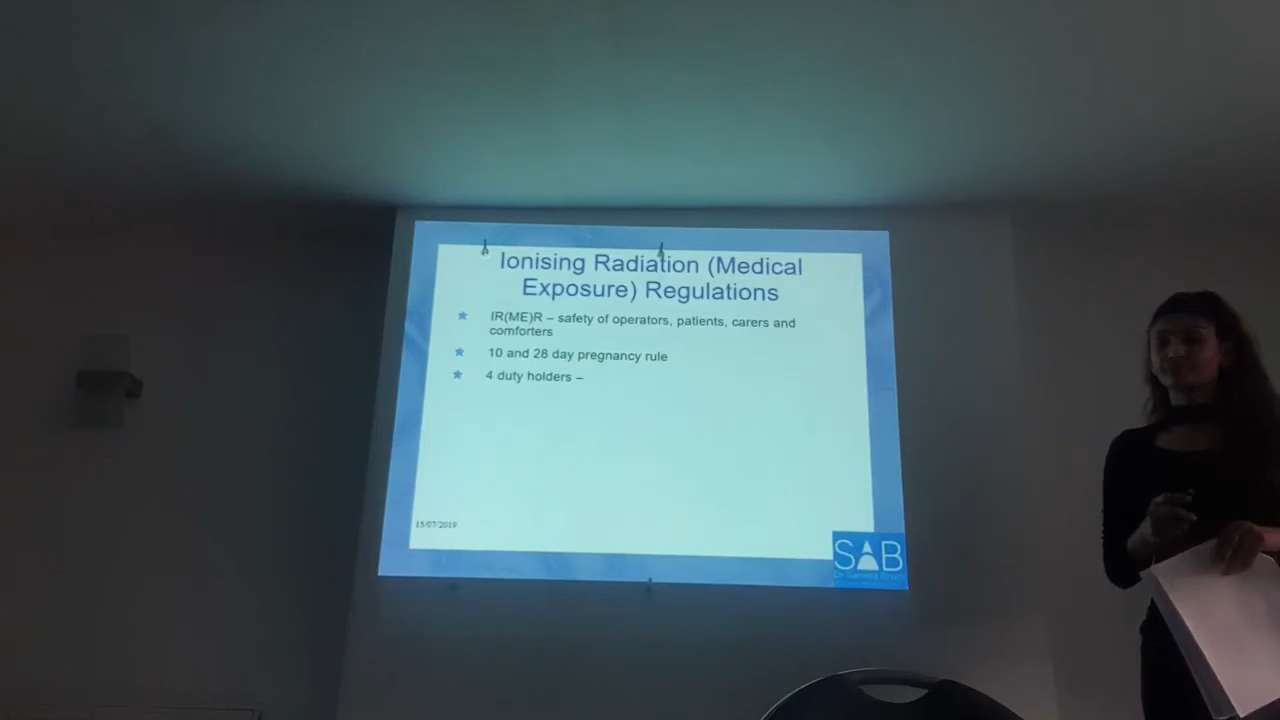 Ionising Radiation (Medical
Exposure) Regulations
IR(ME)R – safety of operators, patients, carers and
comforters
10 and 28 day pregnancy rule
4 duty holders –
15/07/2019
SAB